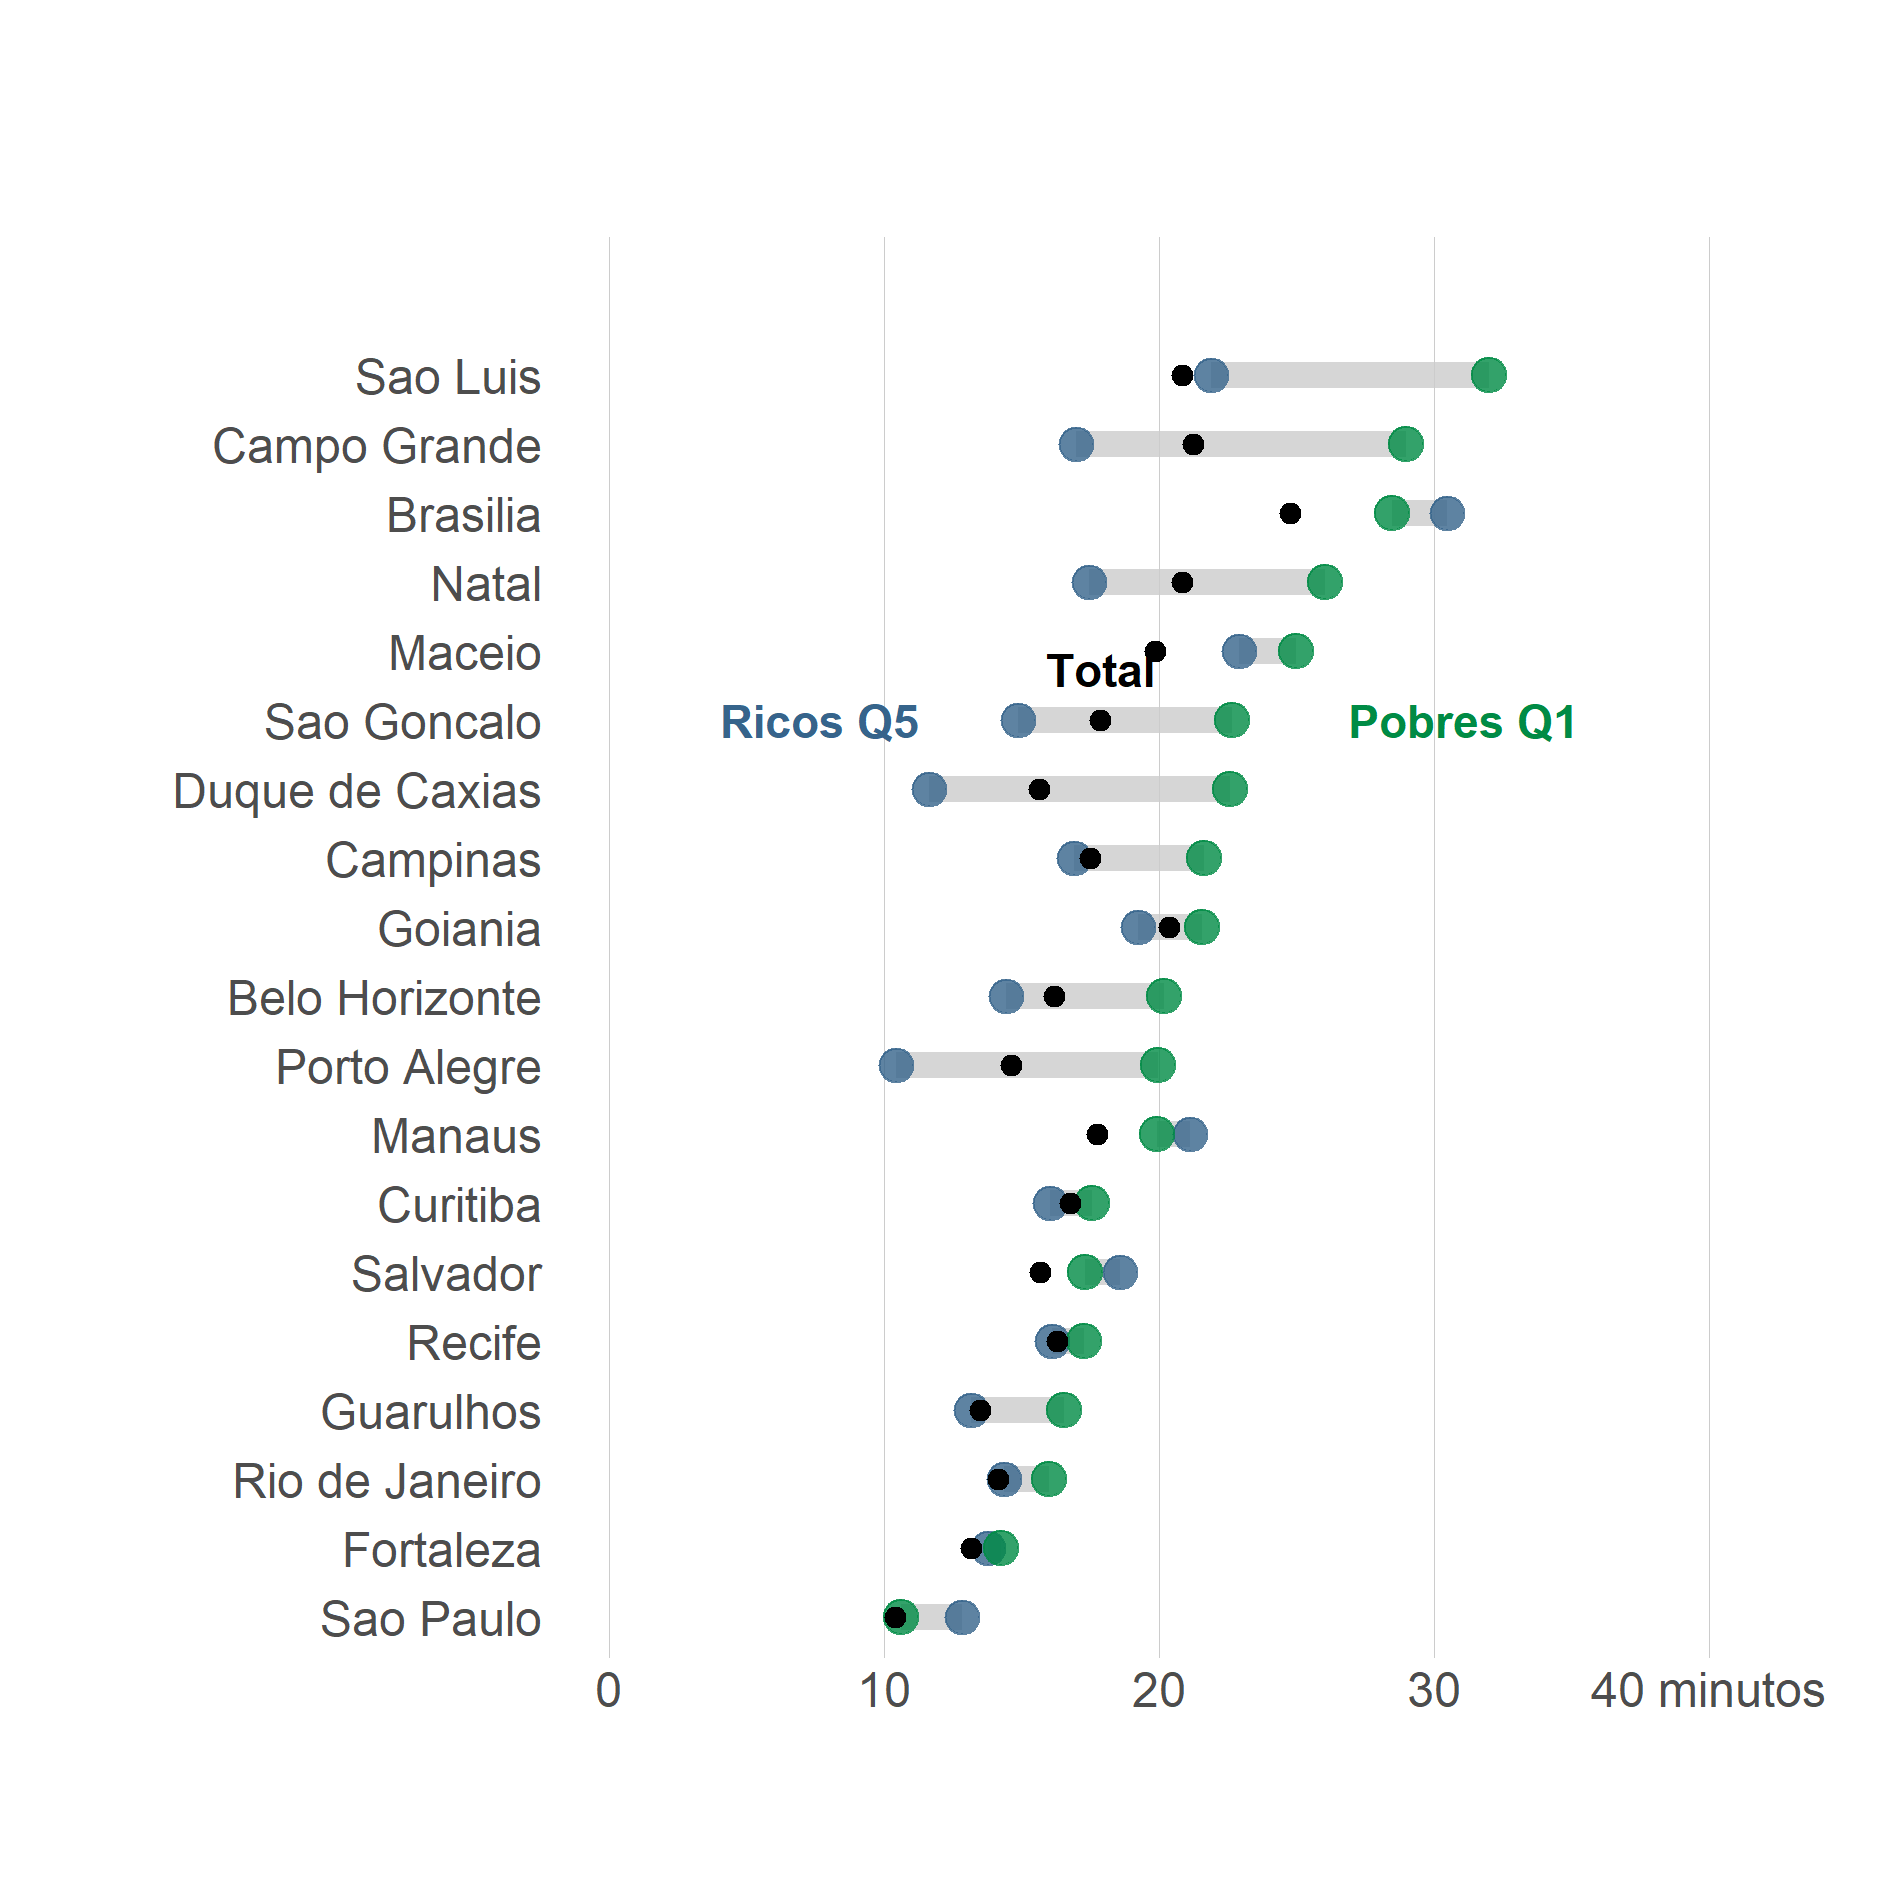 Sao Luis
Campo Grande
Brasilia
Natal
Maceio
Total
Sao Goncalo
Ricos Q5
Pobres Q1
Duque de Caxias
Campinas
Goiania
Belo Horizonte
Porto Alegre
Manaus
Curitiba
Salvador
Recife
Guarulhos
Rio de Janeiro
Fortaleza
Sao Paulo
0 10 20 30 40 minutos